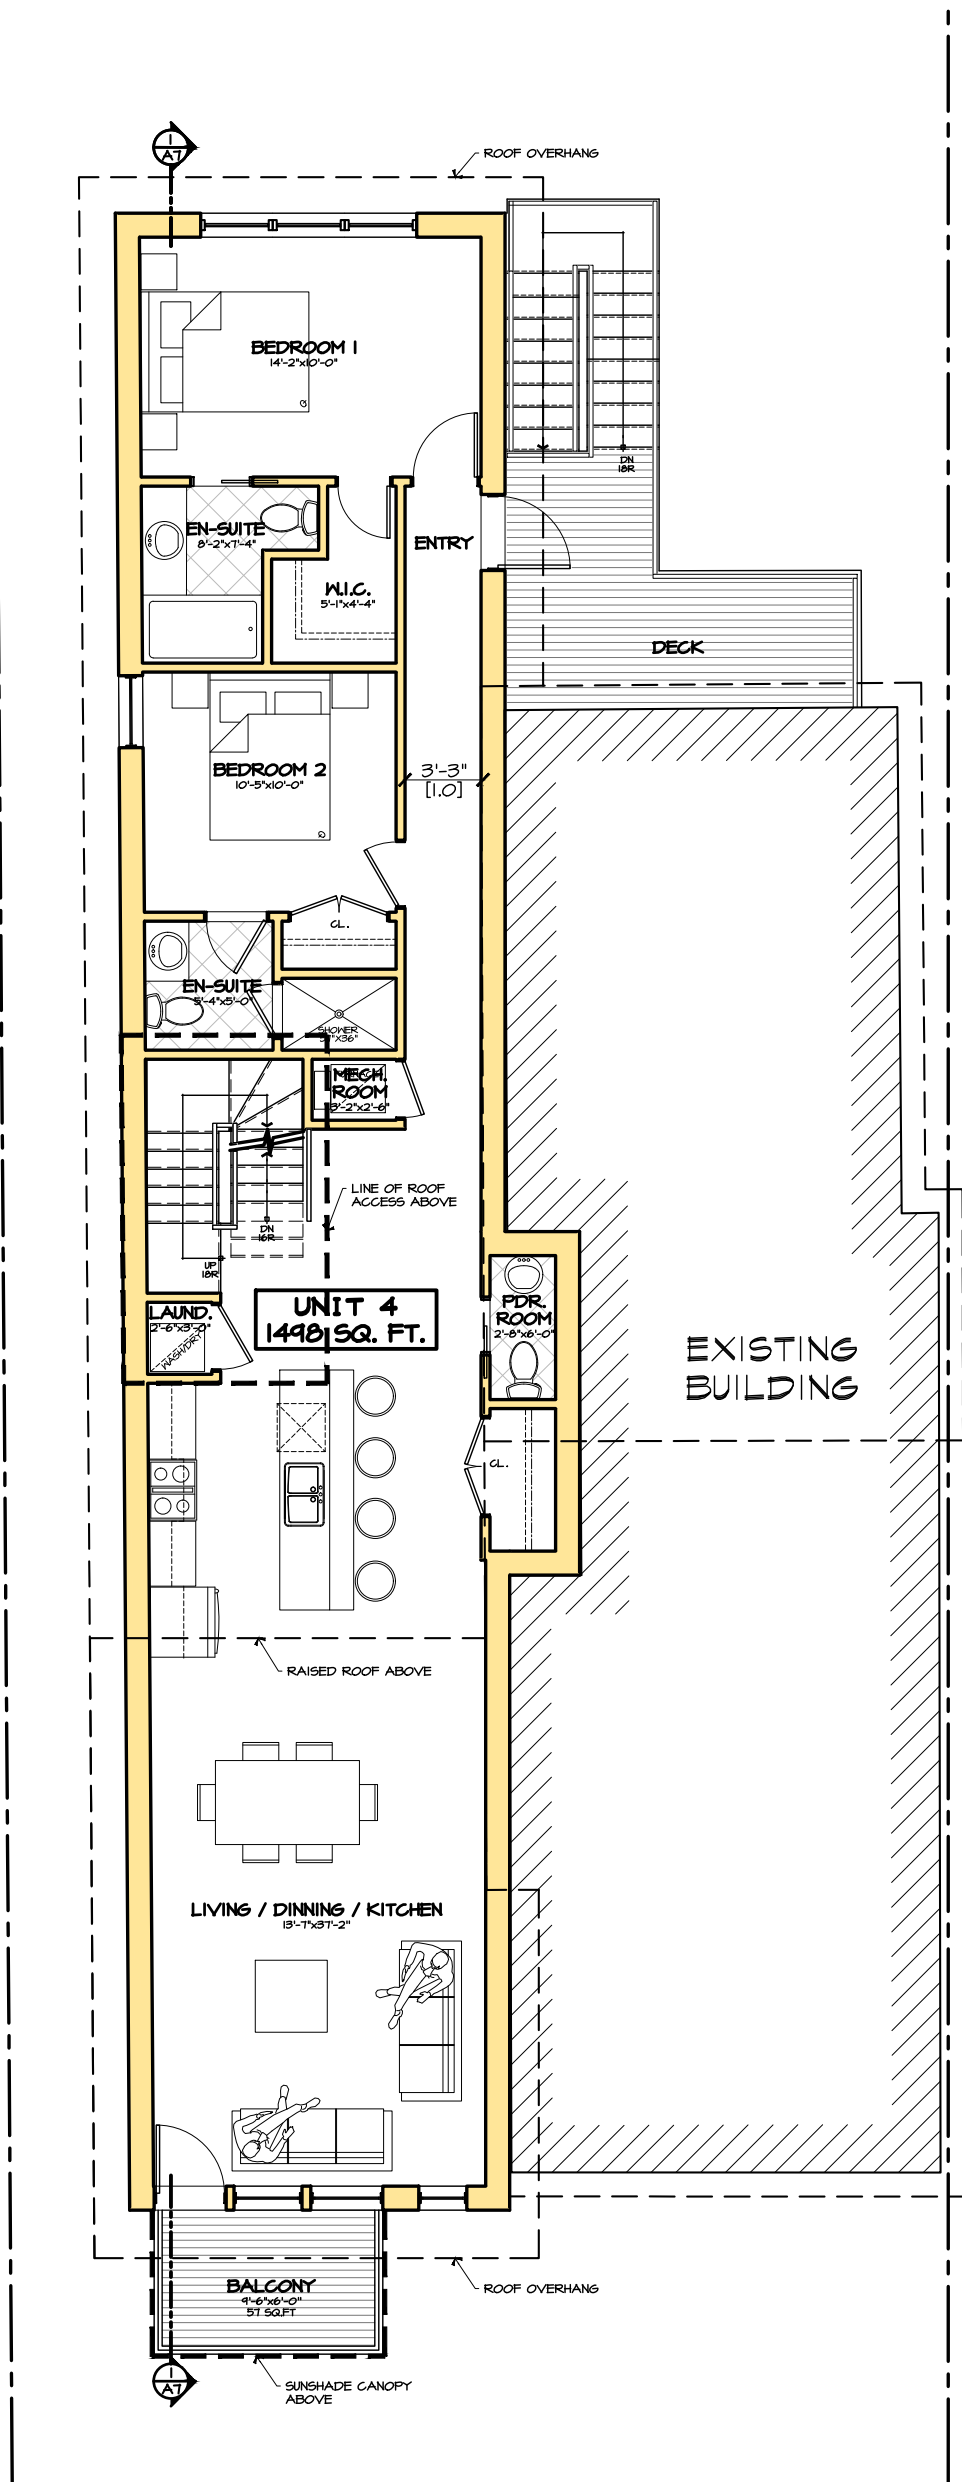 1
A7
ROOF OVERHANG
BEDROOM 1
14'-2"x10'-0"
DN
18R
EN-SUITE
8'-2"x7'-4"
ENTRY
W.I.C.
5'-1"x4'-4"
DECK
BEDROOM 2
10'-5"x10'-0"
3'-3"
[1.0]
CL.
EN-SUITE
5'-4"x5'-0"
SHOWER
MECH.
ROOM
3'-2"x2'-6"
LINE OF ROOF
ACCESS ABOVE
DN
16R
UP
18R
LAUND.
2'-6"x3'-0"
WASH/DRY
UNIT 4
1498 SQ. FT.
PDR.
ROOM
2'-8"x6'-0"
EXISTING
BUILDING
CL.
RAISED ROOF ABOVE
LIVING / DINNING / KITCHEN
13'-7"x37'-2"
BALCONY
9'-6"x6'-0"
57 SQ.FT
ROOF OVERHANG
1
A7
SUNSHADE CANOPY
ABOVE